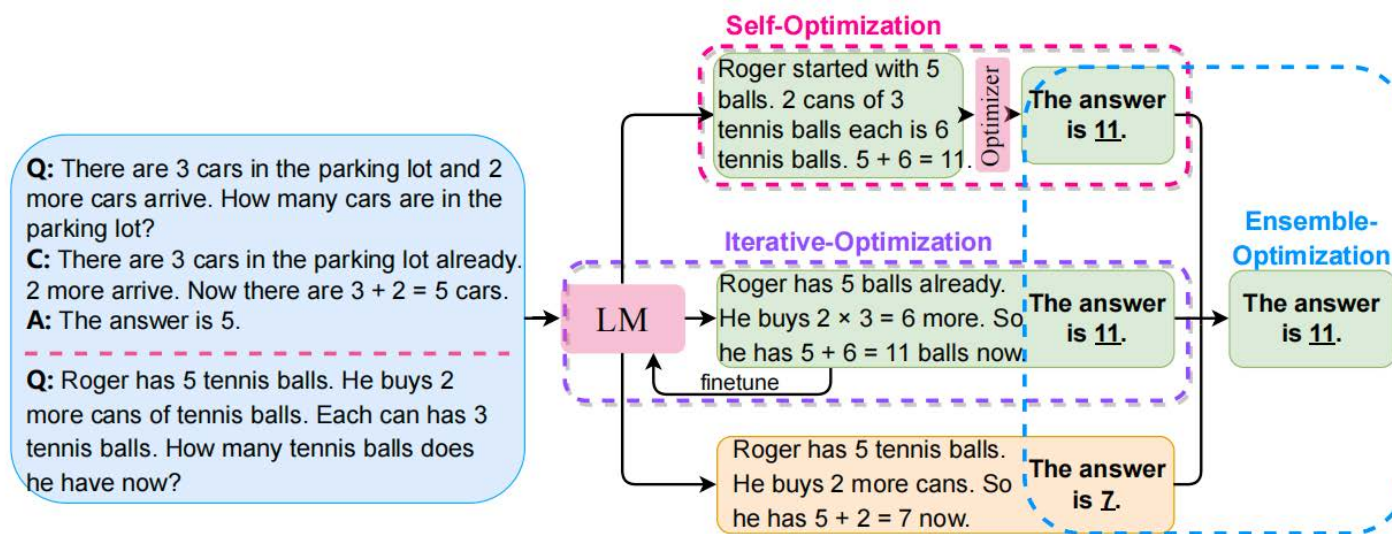 Q: There are 3 cars in the parking lot and 2
more cars arrive. How many cars are in the
parking lot?
C: There are 3 cars in the parking lot already.
2 more arrive. Now there are 3 + 2 = 5 cars.
A: The answer is 5.
Q: Roger has 5 tennis balls. He buys 2
more cans of tennis balls. Each can has 3
tennis balls. How many tennis balls does
he have now?
LM
finetune
Self-Optimization
Roger started with 5
balls. 2 cans of 3
tennis balls each is 6
tennis balls. 5 + 6 = 11.
Optimizer
The answer
is 11.
Iterative-Optimization
Roger has 5 balls already.
He buys 2 × 3 = 6 more. So
he has 5 + 6 = 11 balls now.
The answer
is 11.
Roger has 5 tennis balls.
He buys 2 more cans. So
he has 5 + 2 = 7 now.
The answer
is 7.
Ensemble-
Optimization
The answer
is 11.